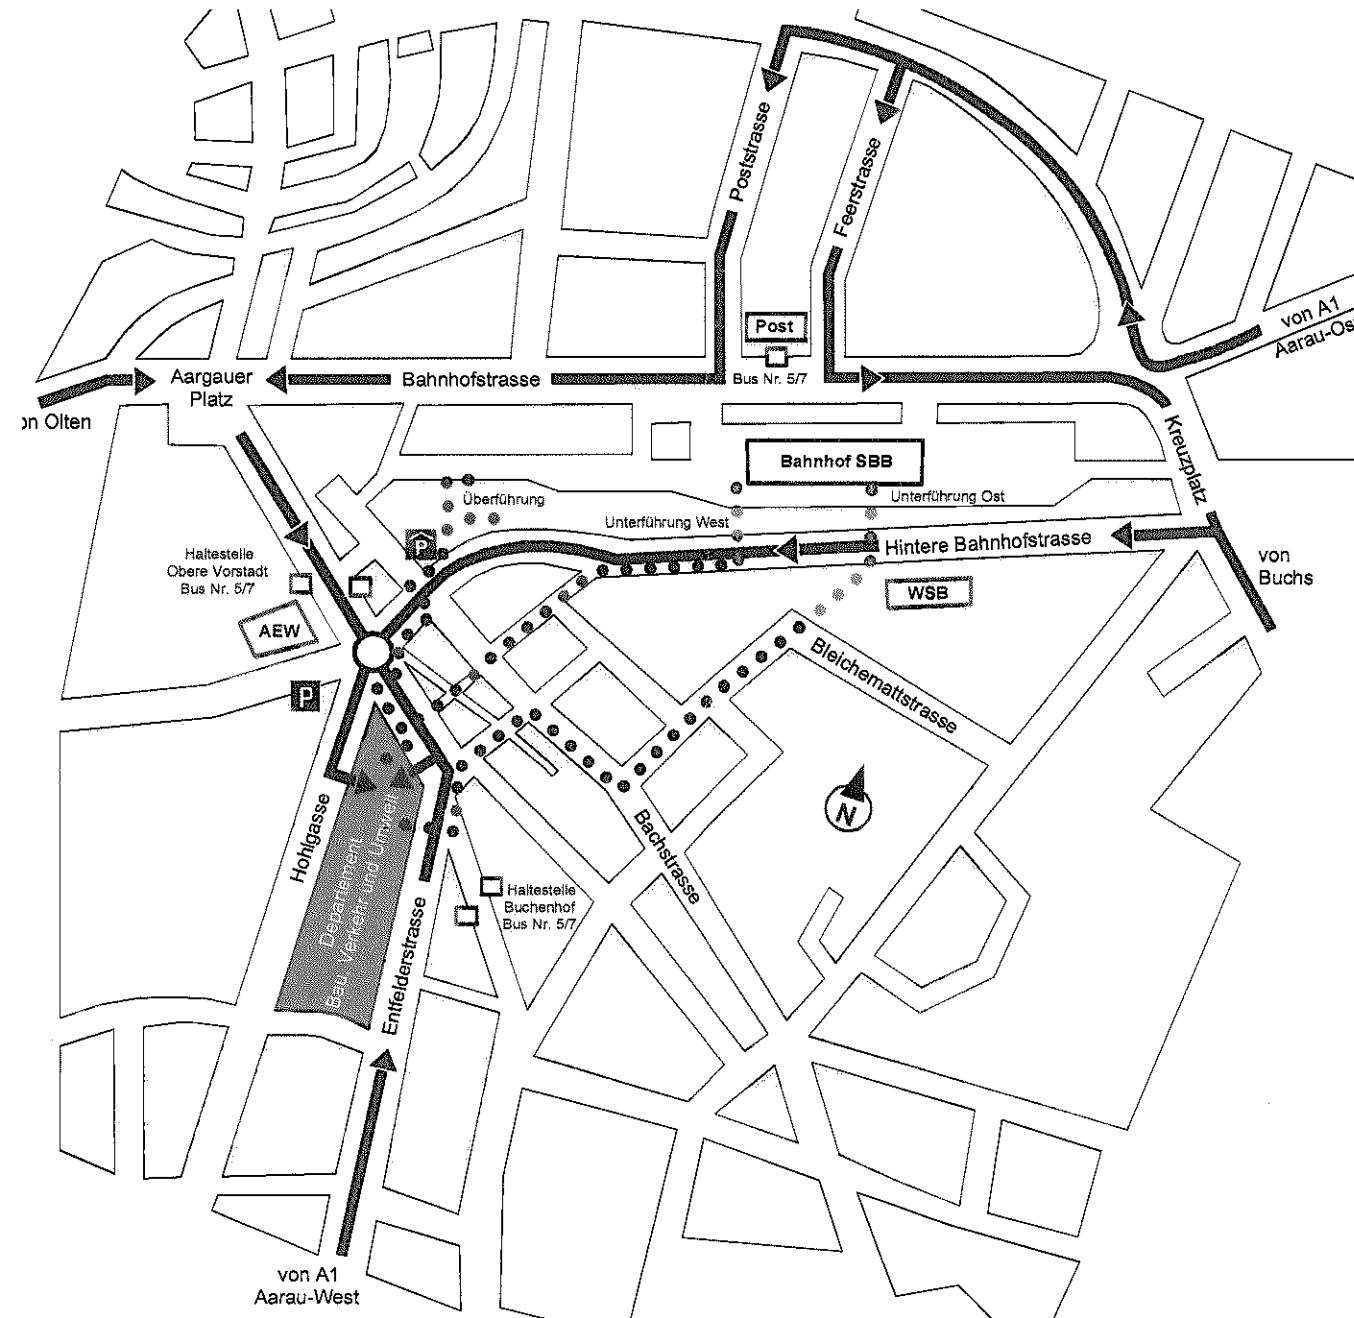 Poststrasse
Feerstrasse
von A1
Aarau-Os
Post
Bus Nr. 5/7
Aargauer
Platz
Bahnhofstrasse
on Olten
Kreuzplatz
Bahnhof SBB
Überführung
Unterführung Ost
Unterführung West
P
Hintere Bahnhofstrasse
von
Buchs
Haltestelle
Obere Vorstadt
Bus Nr. 5/7
WSB
AEW
P
Bleichemattstrasse
N
Hohlgasse
Departement
Bau Verkehr und Umwelt
Bachstrasse
Haltestelle
Buchenhof
Bus Nr. 5/7
Entfelderstrasse
von A1
Aarau-West